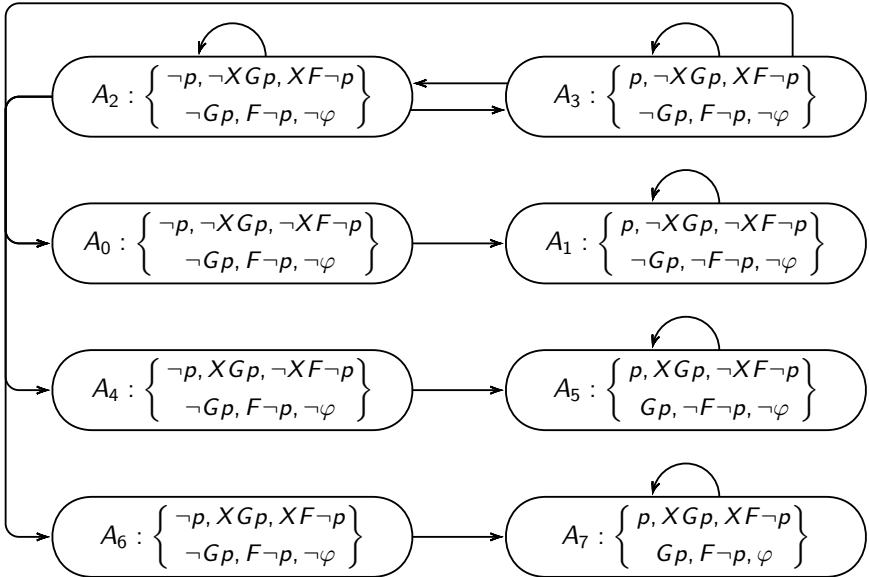 A₂ : { ¬p, ¬XGp, XF¬p
¬Gp, F¬p, ¬φ }
A₃ : { p, ¬XGp, XF¬p
¬Gp, F¬p, ¬φ }
A₀ : { ¬p, ¬XGp, ¬XF¬p
¬Gp, F¬p, ¬φ }
A₁ : { p, ¬XGp, ¬XF¬p
¬Gp, ¬F¬p, ¬φ }
A₄ : { ¬p, XGp, ¬XF¬p
¬Gp, F¬p, ¬φ }
A₅ : { p, XGp, ¬XF¬p
Gp, ¬F¬p, ¬φ }
A₆ : { ¬p, XGp, XF¬p
¬Gp, F¬p, ¬φ }
A₇ : { p, XGp, XF¬p
Gp, F¬p, φ }